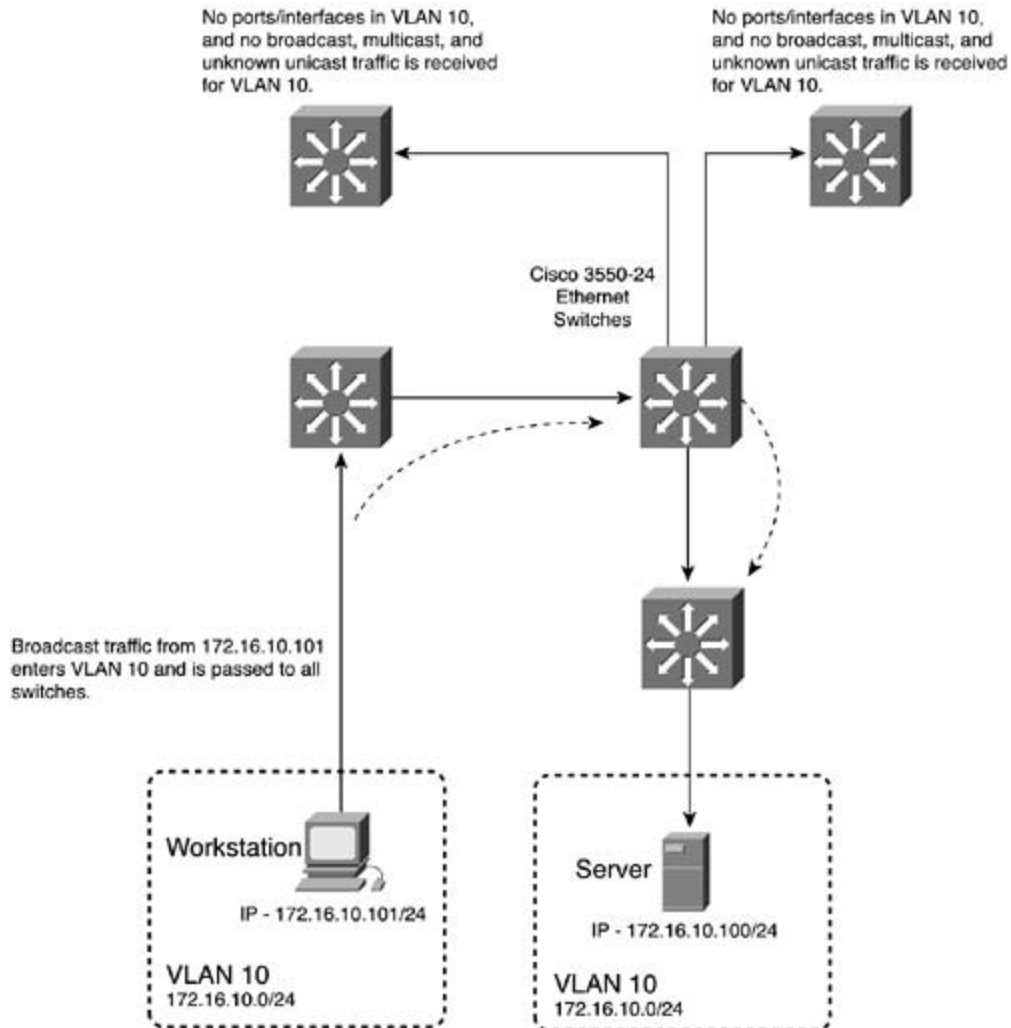 No ports/interfaces in VLAN 10,
and no broadcast, multicast, and
unknown unicast traffic is received
for VLAN 10.
No ports/interfaces in VLAN 10,
and no broadcast, multicast, and
unknown unicast traffic is received
for VLAN 10.
Cisco 3550-24
Ethernet
Switches
Broadcast traffic from 172.16.10.101
enters VLAN 10 and is passed to all
switches.
Workstation
IP - 172.16.10.101/24
VLAN 10
172.16.10.0/24
Server
IP - 172.16.10.100/24
VLAN 10
172.16.10.0/24